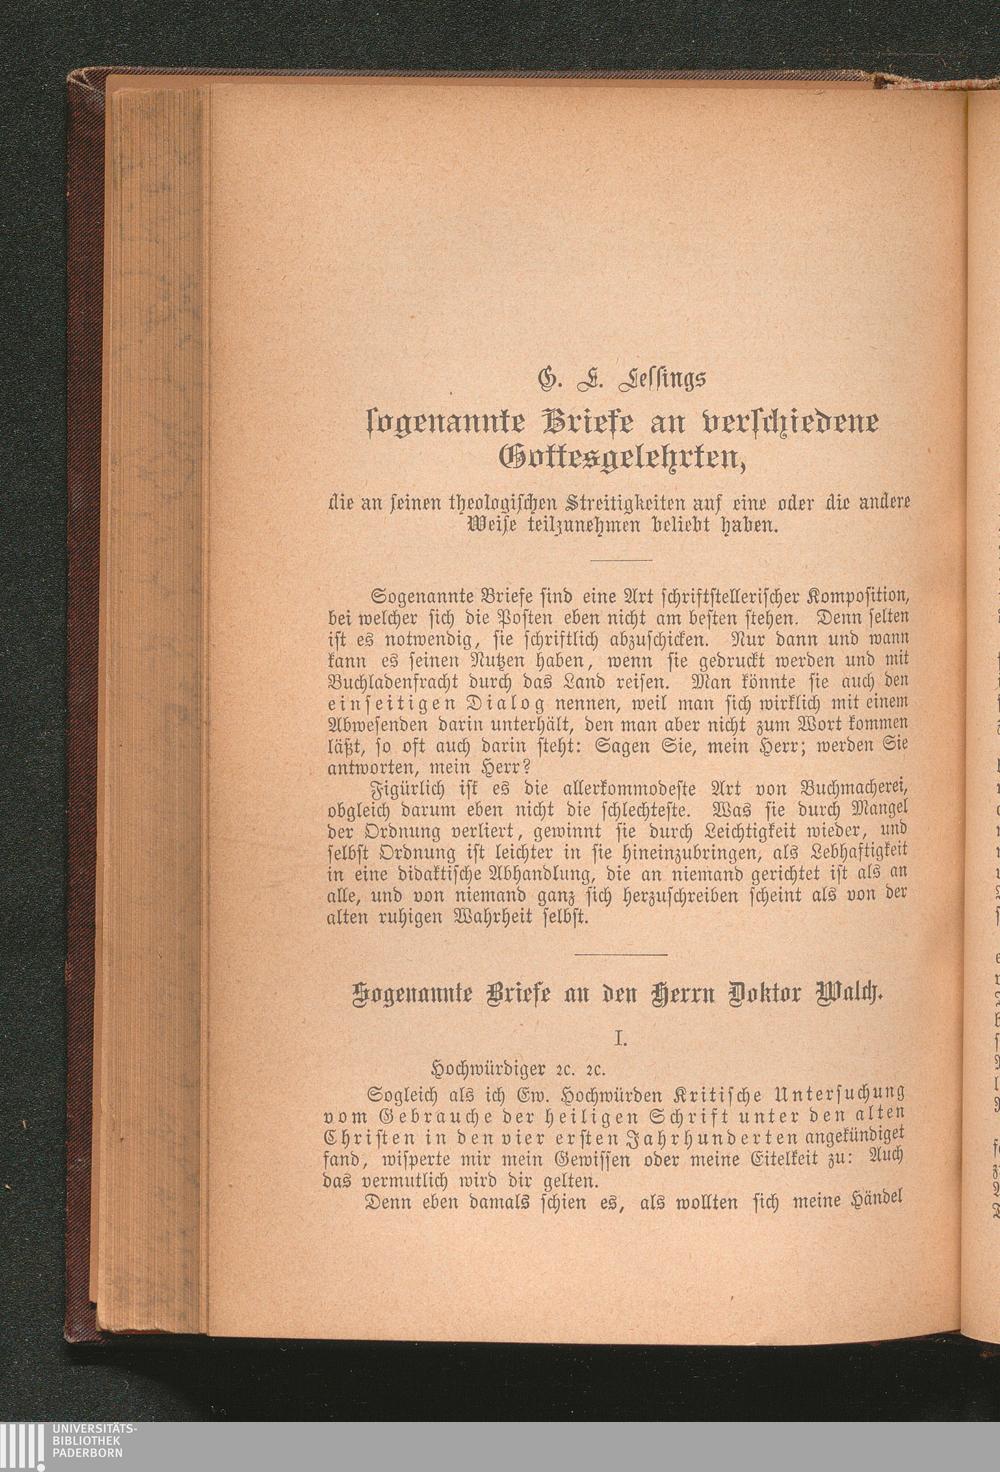 G. E. Lessings
sogenannte Briefe an verschiedene
Gottesgelehrten,
die an seinen theologischen Streitigkeiten auf eine oder die andere
Weise teilzunehmen beliebt haben.
Sogenannte Briefe sind eine Art schriftstellerischer Komposition,
bei welcher sich die Posten eben nicht am besten stehen. Denn selten
ist es notwendig, sie schriftlich abzuschicken. Nur dann und wann
kann es seinen Nutzen haben, wenn sie gedruckt werden und mit
Buchladenfracht durch das Land reisen. Man könnte sie auch den
einseitigen Dialog nennen, weil man sich wirklich mit einem
Abwesenden darin unterhält, den man aber nicht zum Wort kommen
läßt, so oft auch darin steht: Sagen Sie, mein Herr; werden Sie
antworten, mein Herr?
Figürlich ist es die allerkommodeste Art von Buchmacherei,
obgleich darum eben nicht die schlechteste. Was sie durch Mangel
der Ordnung verliert, gewinnt sie durch Leichtigkeit wieder, und
selbst Ordnung ist leichter in sie hineinzubringen, als Lebhaftigkeit
in eine didaktische Abhandlung, die an niemand gerichtet ist als an
alle, und von niemand ganz sich herzuschreiben scheint als von der
alten ruhigen Wahrheit selbst.
Sogenannte Briefe an den Herrn Doktor Walch.
I.
Hochwürdiger ꝛc. ꝛc.
Sogleich als ich Ew. Hochwürden Kritische Untersuchung
vom Gebrauche der heiligen Schrift unter den alten
Christen in den vier ersten Jahrhunderten angekündiget
fand, wisperte mir mein Gewissen oder meine Eitelkeit zu: Auch
das vermutlich wird dir gelten.
Denn eben damals schien es, als wollten sich meine Händel
UNIVERSITÄTS-
BIBLIOTHEK
PADERBORN